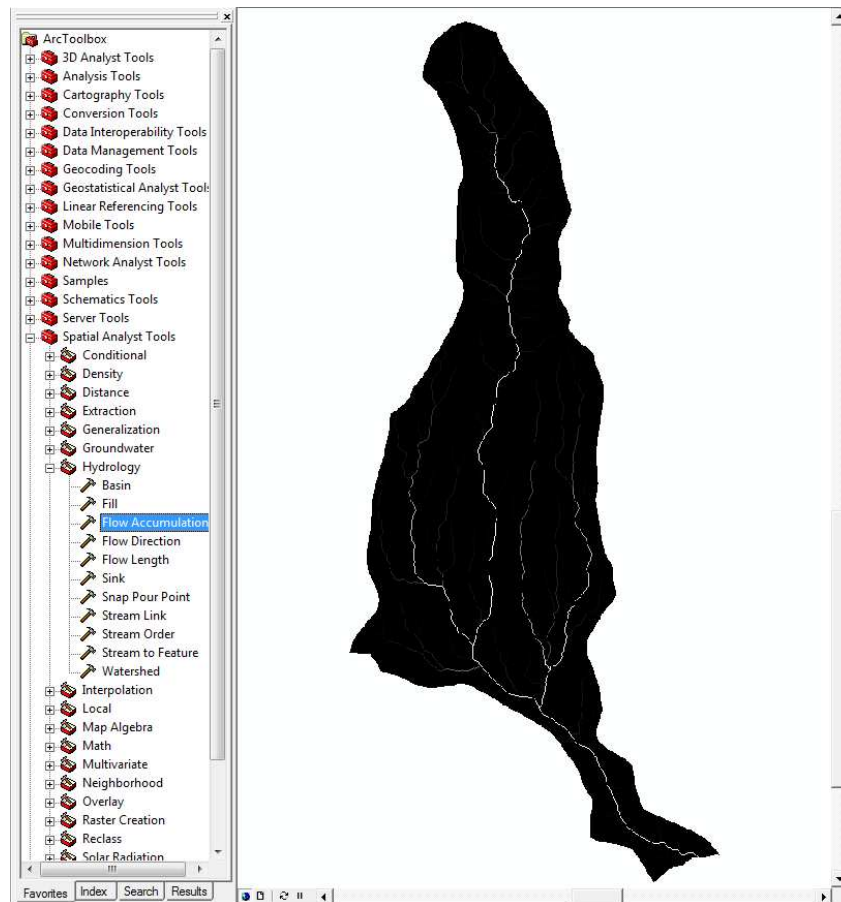 ArcToolbox
3D Analyst Tools
Analysis Tools
Cartography Tools
Conversion Tools
Data Interoperability Tools
Data Management Tools
Geocoding Tools
Geostatistical Analyst Tools
Linear Referencing Tools
Mobile Tools
Multidimension Tools
Network Analyst Tools
Samples
Schematics Tools
Server Tools
Spatial Analyst Tools
Conditional
Density
Distance
Extraction
Generalization
Groundwater
Hydrology
Basin
Fill
Flow Accumulation
Flow Direction
Flow Length
Sink
Snap Pour Point
Stream Link
Stream Order
Stream to Feature
Watershed
Interpolation
Local
Map Algebra
Math
Multivariate
Neighborhood
Overlay
Raster Creation
Reclass
Solar Radiation
Favorites Index Search Results